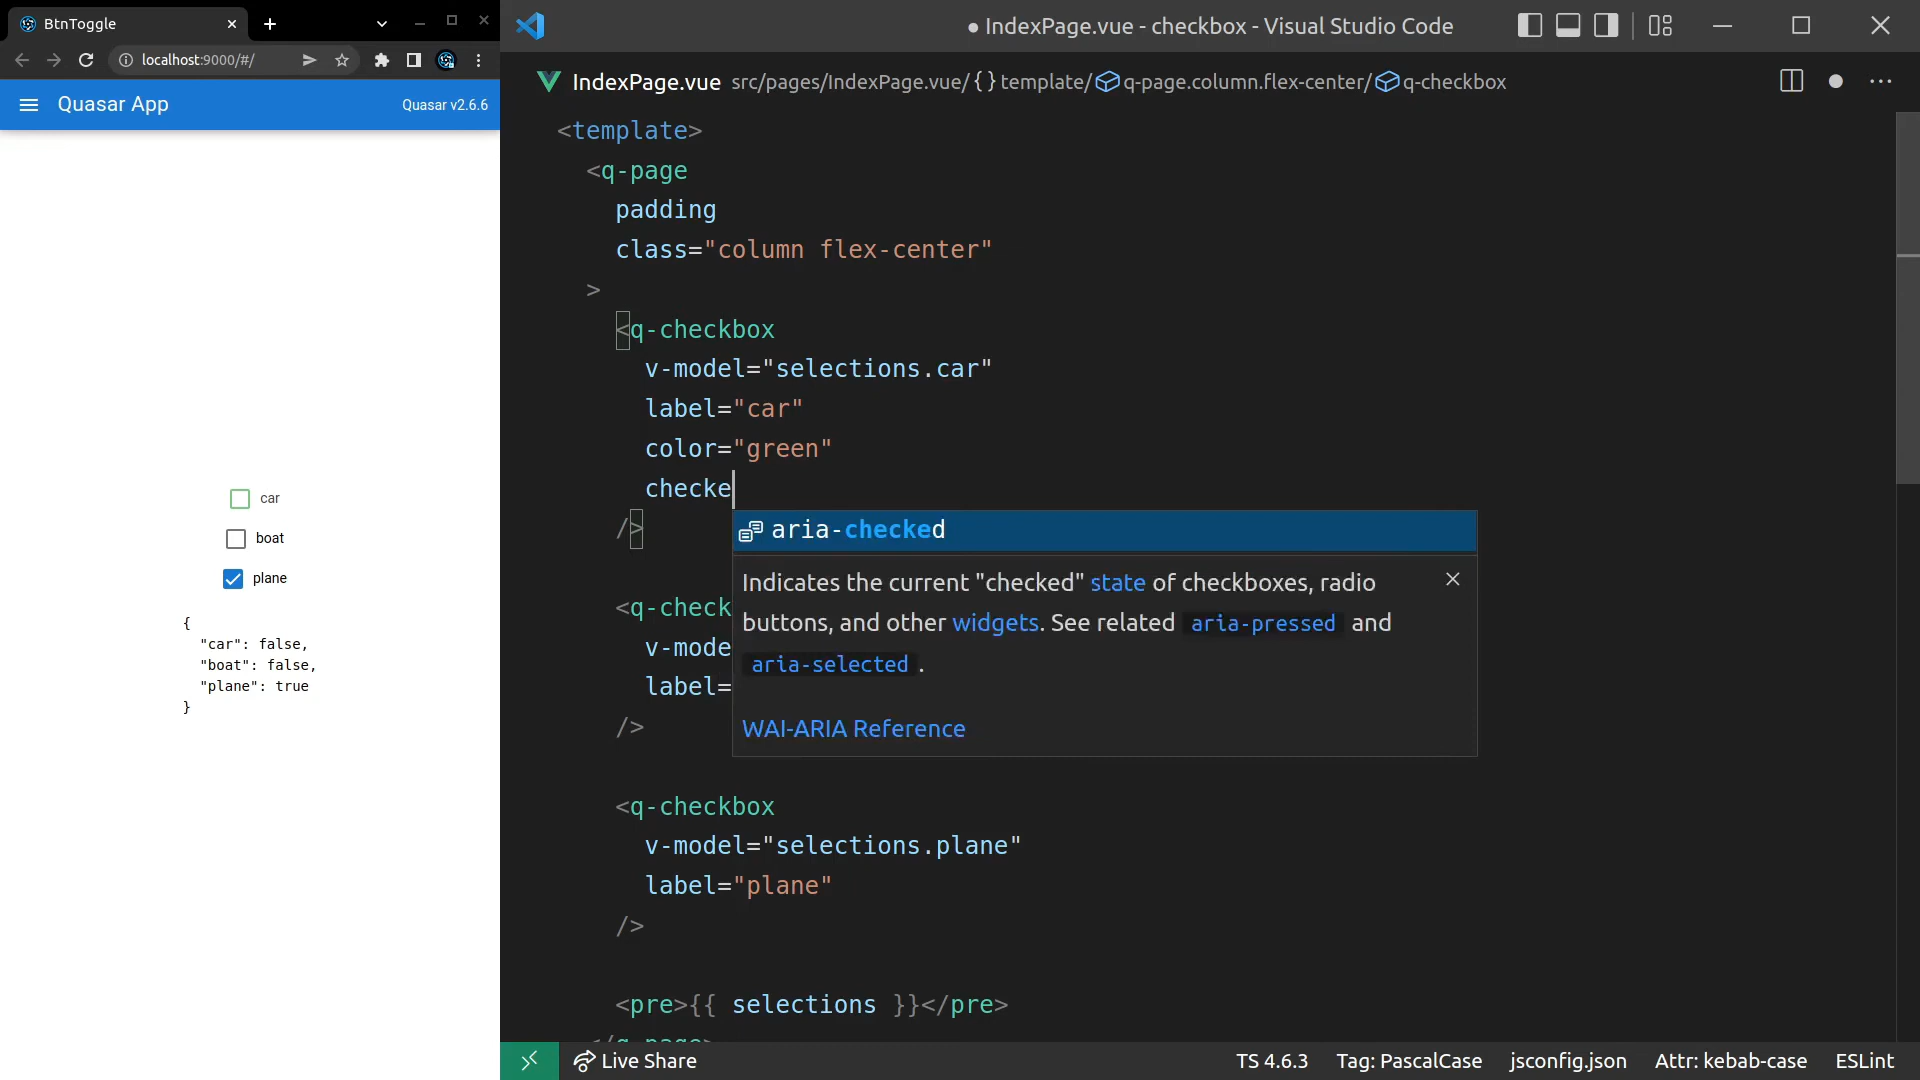 BtnToggle
localhost:9000/#/
Quasar App
Quasar v2.6.6
car
boat
plane
{
"car": false,
"boat": false,
"plane": true
}
● IndexPage.vue - checkbox - Visual Studio Code
IndexPage.vue src/pages/IndexPage.vue/{} template/ q-page.column.flex-center/ q-checkbox
<template>
<q-page
padding
class="column flex-center"
>
<q-checkbox
v-model="selections.car"
label="car"
color="green"
checke
/>
aria-checked
Indicates the current "checked" state of checkboxes, radio
buttons, and other widgets. See related aria-pressed and
aria-selected.
WAI-ARIA Reference
<q-check
v-mode
label=
/>
<q-checkbox
v-model="selections.plane"
label="plane"
/>
<pre>{{ selections }}</pre>
</q-page>
Live Share
TS 4.6.3
Tag: PascalCase
jsconfig.json
Attr: kebab-case
ESLint